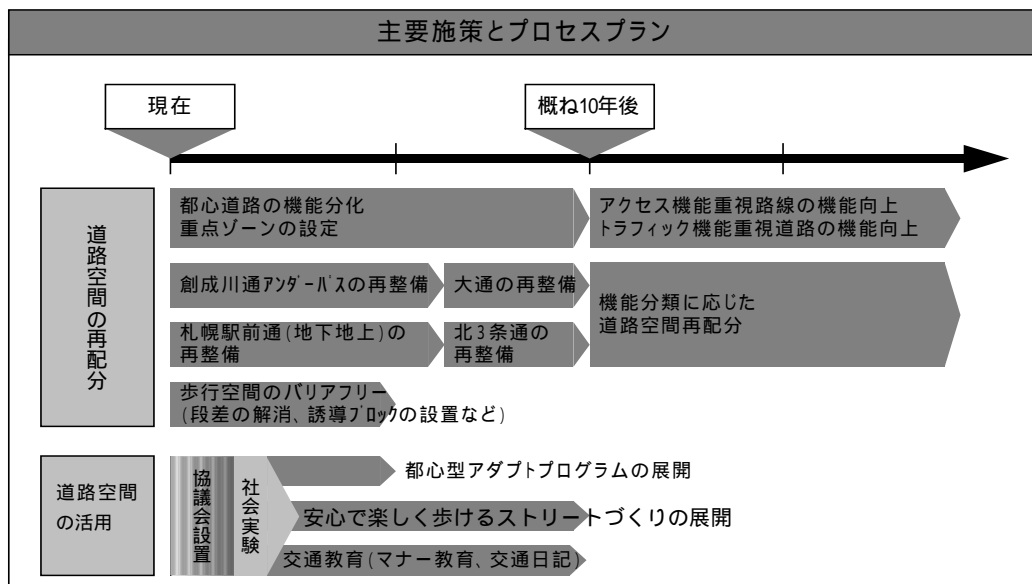 主要施策とプロセスプラン
現在
概ね10年後
道路空間の再配分
都心道路の機能分化
重点ゾーンの設定
アクセス機能重視路線の機能向上
トラフィック機能重視道路の機能向上
創成川通アンダーパスの再整備
大通の再整備
機能分類に応じた
道路空間再配分
札幌駅前通(地下地上)の
再整備
北3条通の
再整備
歩行空間のバリアフリー
(段差の解消、誘導ブロックの設置など)
道路空間
の活用
協議会設置
社会実験
都心型アダプトプログラムの展開
安心で楽しく歩けるストリートづくりの展開
交通教育(マナー教育、交通日記)